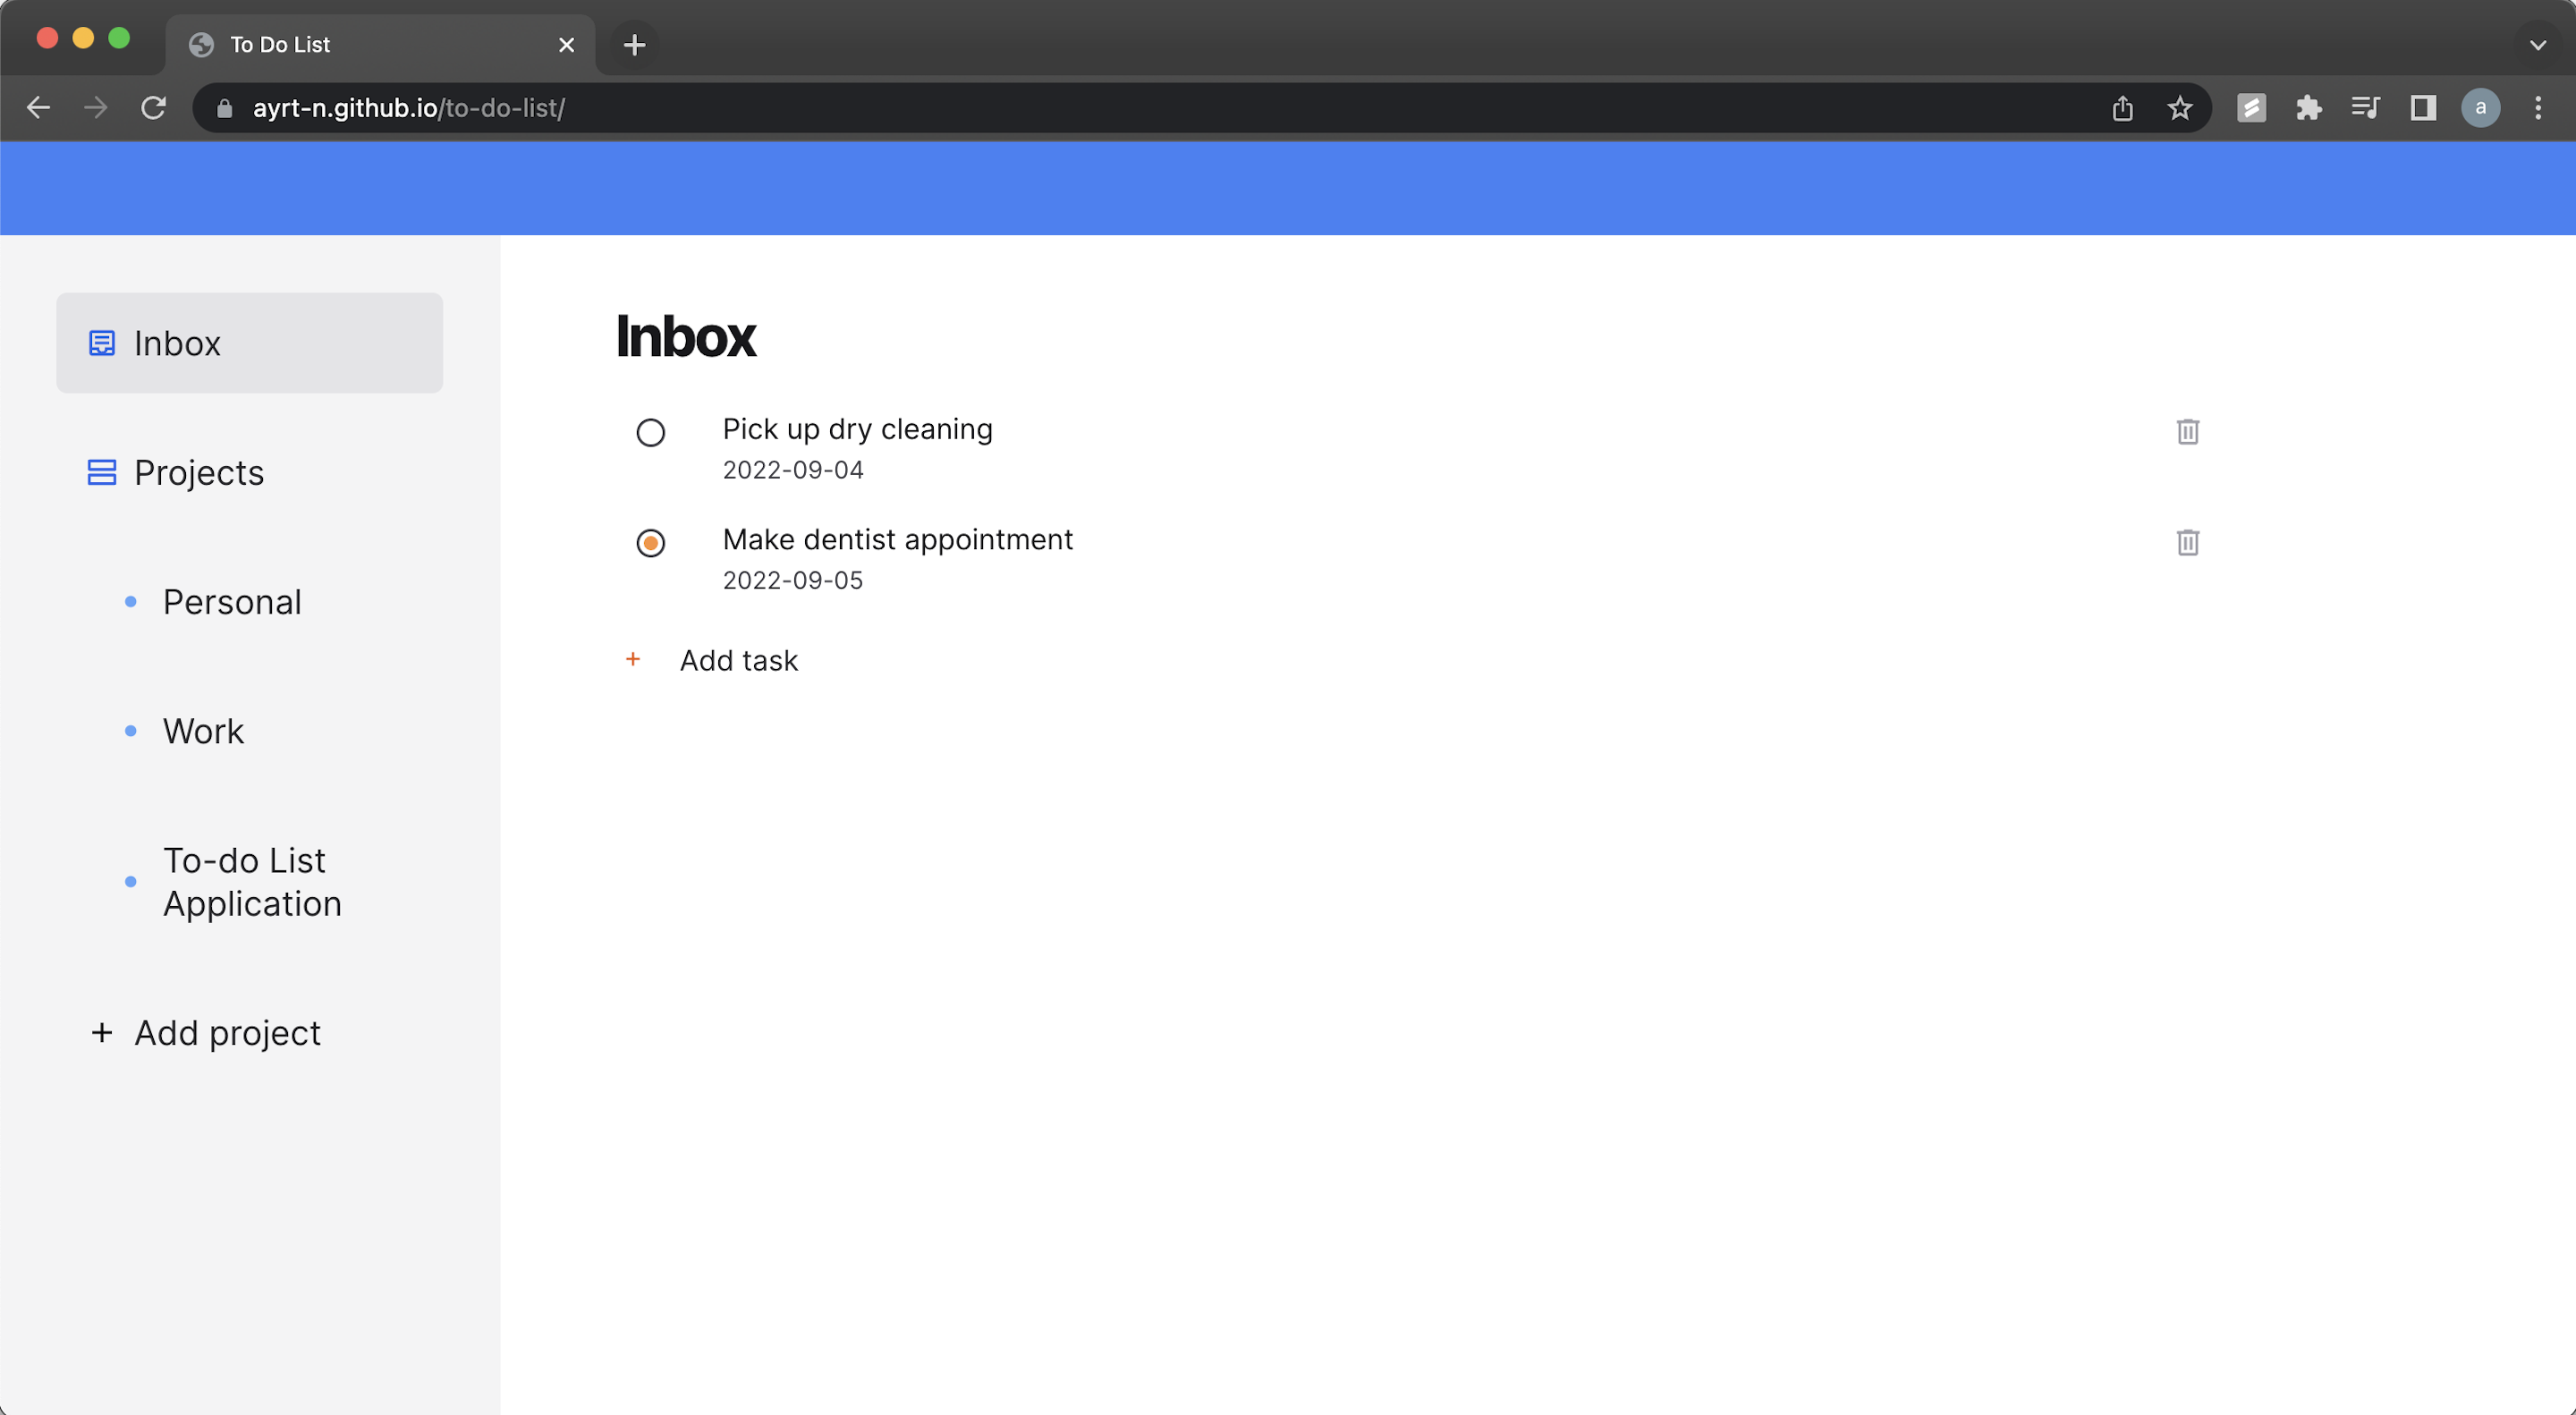 To Do List
ayrt-n.github.io/to-do-list/
a
Inbox
Projects
Personal
Work
To-do List
Application
+ Add project
Inbox
Pick up dry cleaning
2022-09-04
Make dentist appointment
2022-09-05
+ Add task